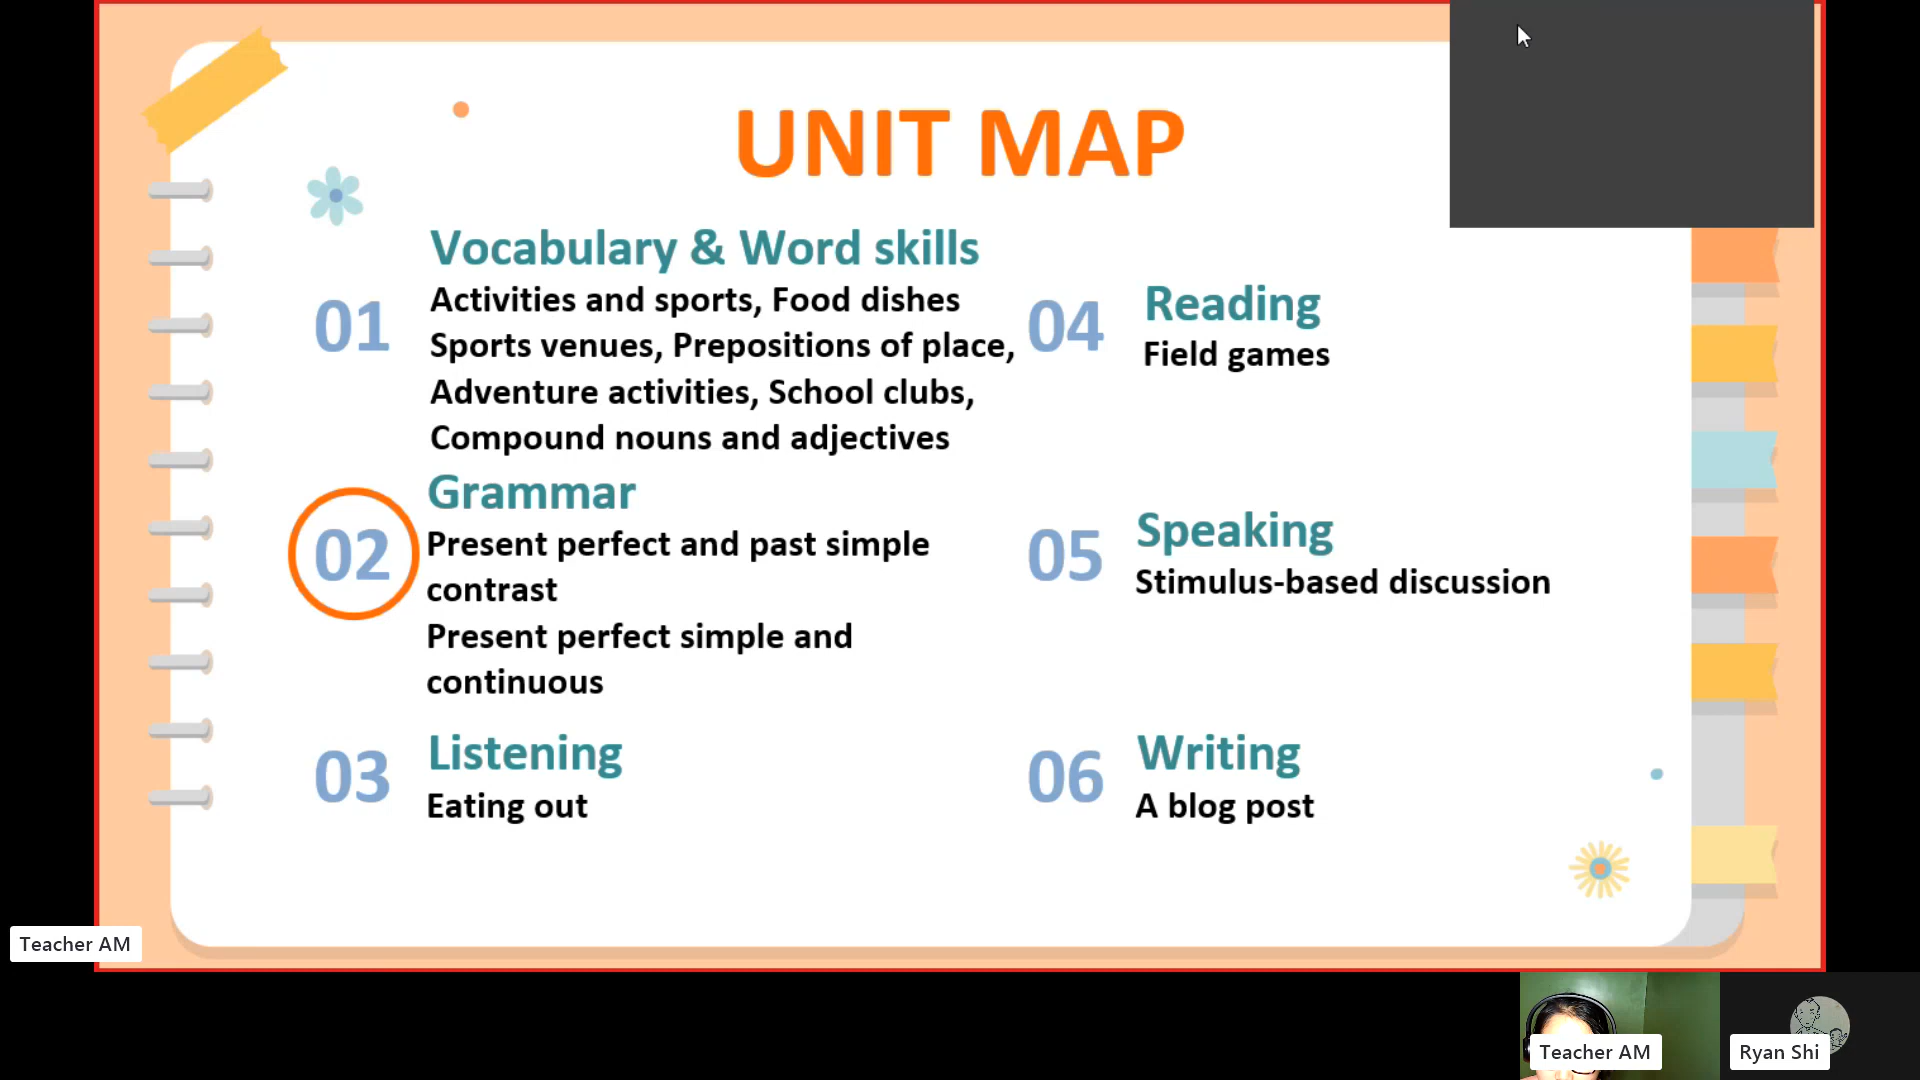 UNIT MAP
01
Vocabulary & Word skills
Activities and sports, Food dishes
Sports venues, Prepositions of place,
Adventure activities, School clubs,
Compound nouns and adjectives
02
Grammar
Present perfect and past simple
contrast
Present perfect simple and
continuous
03
Listening
Eating out
04
Reading
Field games
05
Speaking
Stimulus-based discussion
06
Writing
A blog post
Teacher AM
Teacher AM
Ryan Shi